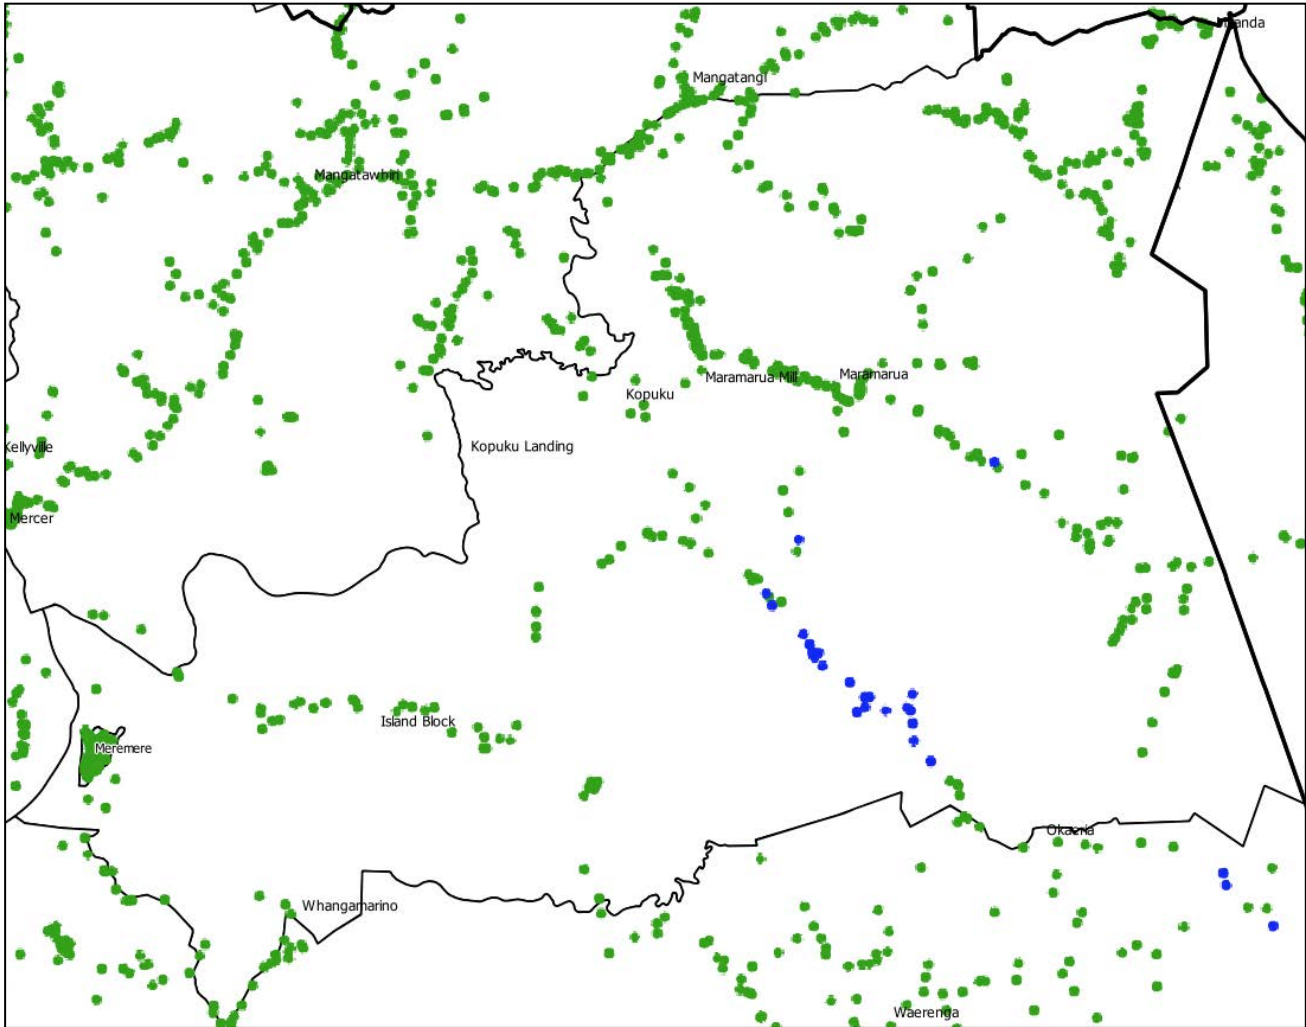 Mangatangi
Mangatawhiri
Maramarua Mill
Maramarua
Kopuku
Kellyville
Kopuku Landing
Mercer
Island Block
Meremere
Okaeria
Whangamarino
Waerenga